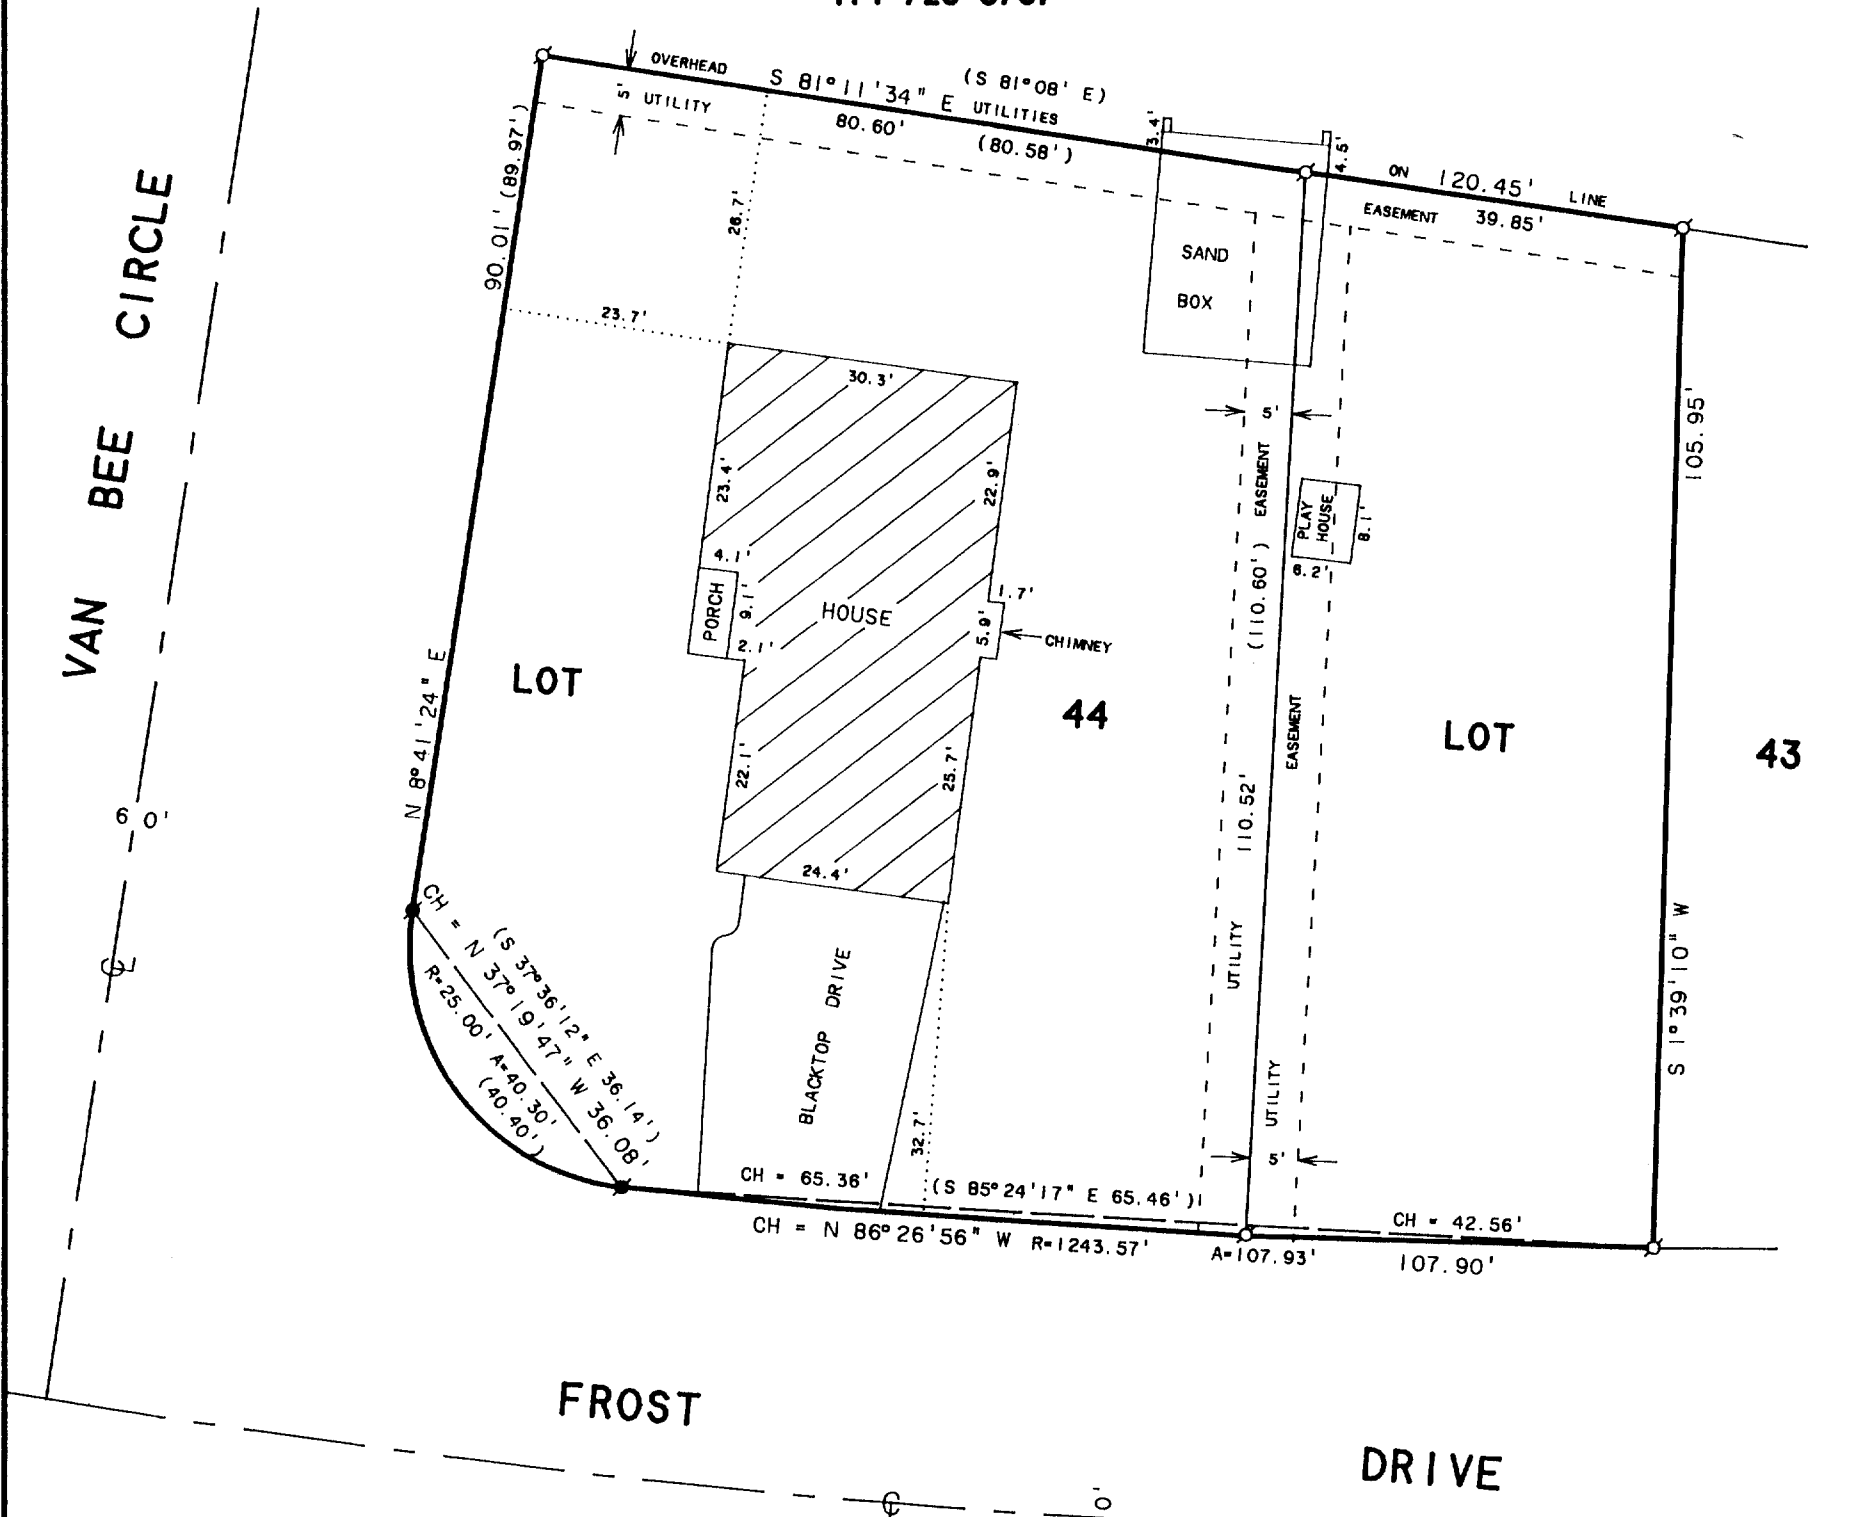 OVERHEAD
S 81°11'34" E UTILITIES
(S 81°08' E)
5' UTILITY
80.60'
(80.58')
3.4'
4.5'
ON 120.45' LINE
EASEMENT 39.85'
VAN BEE CIRCLE
90.01' (89.97')
N 8°41'24" E
26.7'
23.7'
SAND
BOX
30.3'
23.4'
22.9'
5'
EASEMENT
105.95'
PLAY
HOUSE
8.1'
6.2'
4.1'
PORCH
9.1'
2.1'
HOUSE
1.7'
5.9'
CHIMNEY
(110.60')
LOT
44
LOT
43
EASEMENT
22.1'
25.7'
110.52'
60'
24.4'
UTILITY
S 1°39'10" W
CH = N 37°19'47" W 36.08'
(S 37°36'12" E 36.14')
R=25.00' A=40.30'
(40.40')
℄
BLACKTOP DRIVE
32.7'
UTILITY
5'
CH = 65.36'
(S 85°24'17" E 65.46')
CH = 42.56'
CH = N 86°26'56" W R=1243.57'
A=107.93'
107.90'
FROST DRIVE
℄